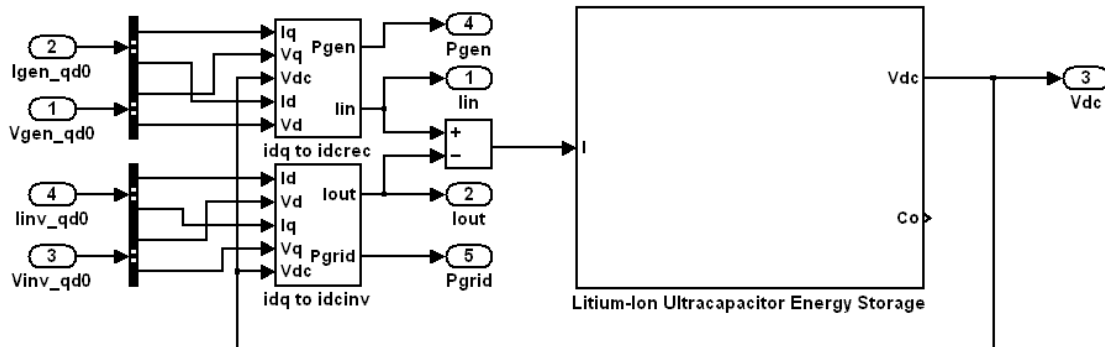 2
Igen_qd0
1
Vgen_qd0
Iq
Vq
Vdc
Id
Vd
Pgen
Iin
idq to idcrec
4
Pgen
1
Iin
+
−
4
Iinv_qd0
3
Vinv_qd0
Id
Vd
Iq
Vq
Vdc
Iout
Pgrid
idq to idcinv
2
Iout
5
Pgrid
I
Vdc
Co
Litium-Ion Ultracapacitor Energy Storage
3
Vdc